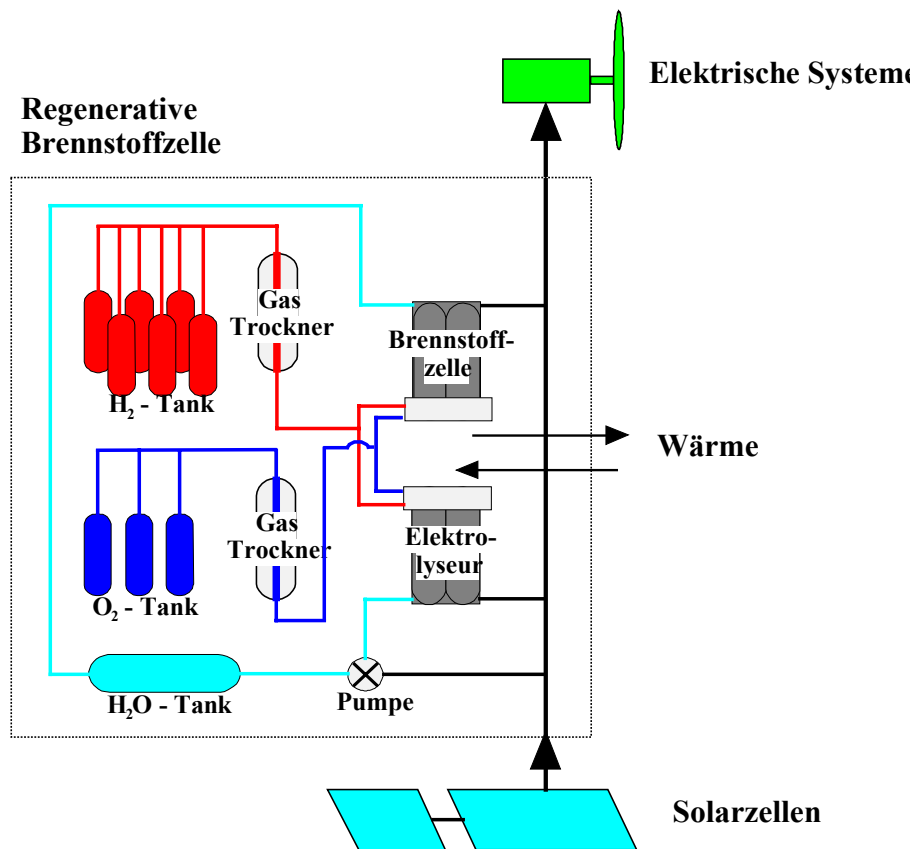 Elektrische Systeme
Regenerative
Brennstoffzelle
Gas
Trockner
Brennstoff-
zelle
H₂ - Tank
Wärme
Gas
Trockner
Elektro-
lyseur
O₂ - Tank
H₂O - Tank
Pumpe
Solarzellen